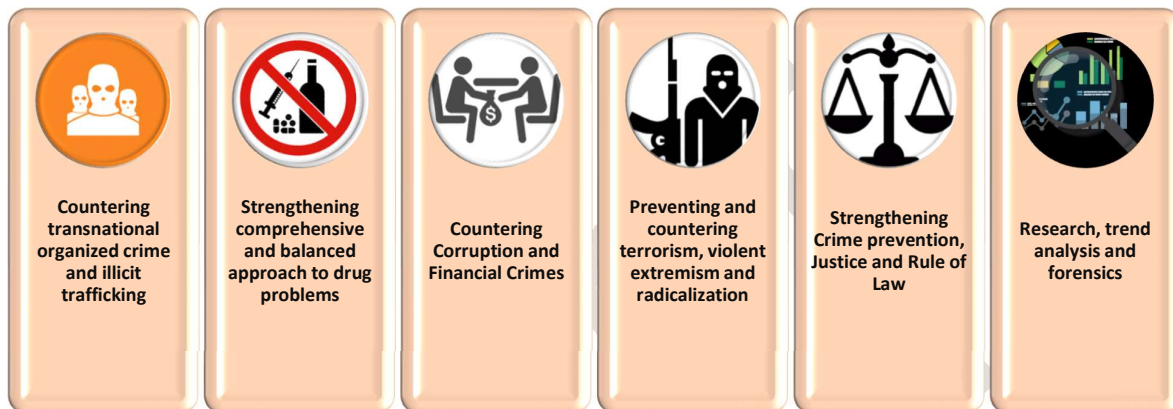 Countering
transnational
organized crime
and illicit
trafficking
Strengthening
comprehensive
and balanced
approach to drug
problems
Countering
Corruption and
Financial Crimes
Preventing and
countering
terrorism, violent
extremism and
radicalization
Strengthening
Crime prevention,
Justice and Rule of
Law
Research, trend
analysis and
forensics
$